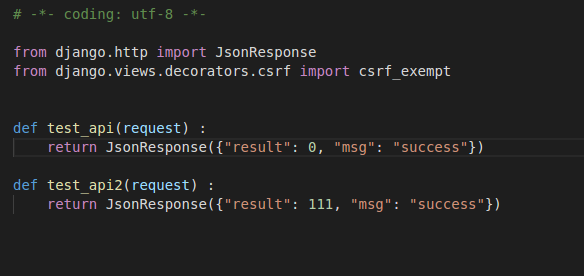 # -*- coding: utf-8 -*-
from django.http import JsonResponse
from django.views.decorators.csrf import csrf_exempt
def test_api(request) :
    return JsonResponse({"result": 0, "msg": "success"})
def test_api2(request) :
    return JsonResponse({"result": 111, "msg": "success"})